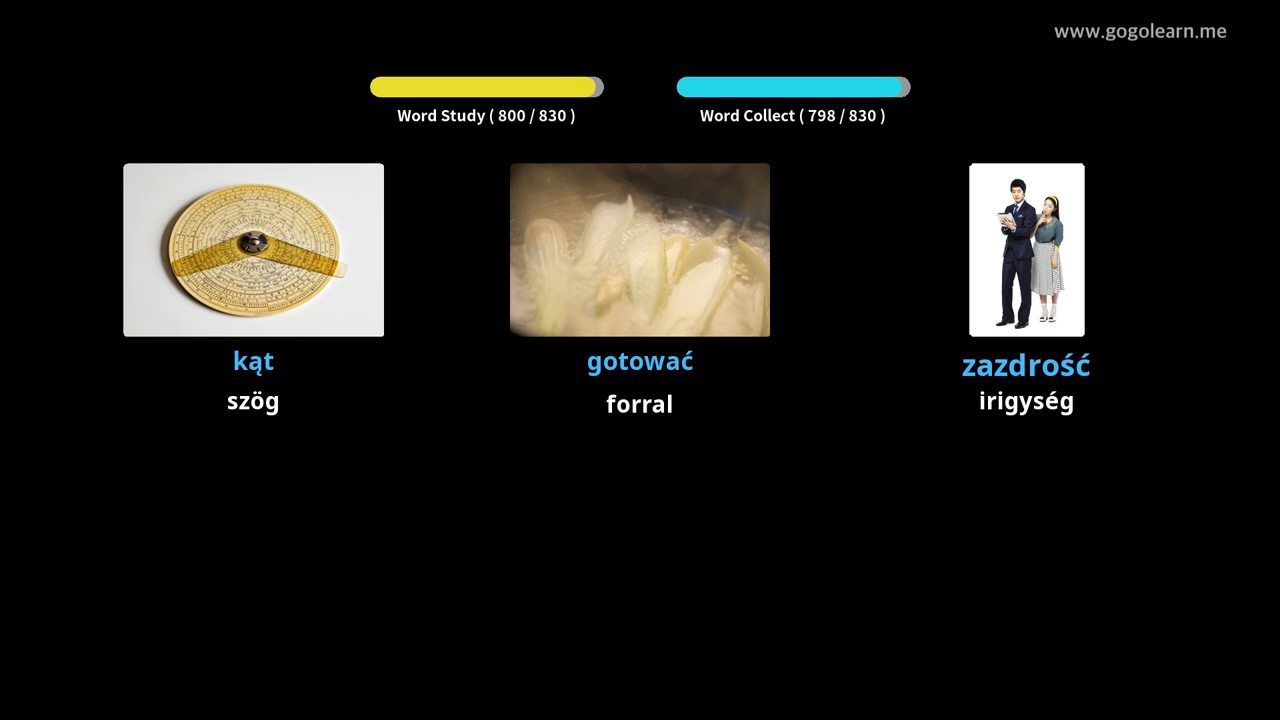 www.gogolearn.me
Word Study ( 800 / 830 )
Word Collect ( 798 / 830 )
kąt
gotować
zazdrość
szög
forral
irigység